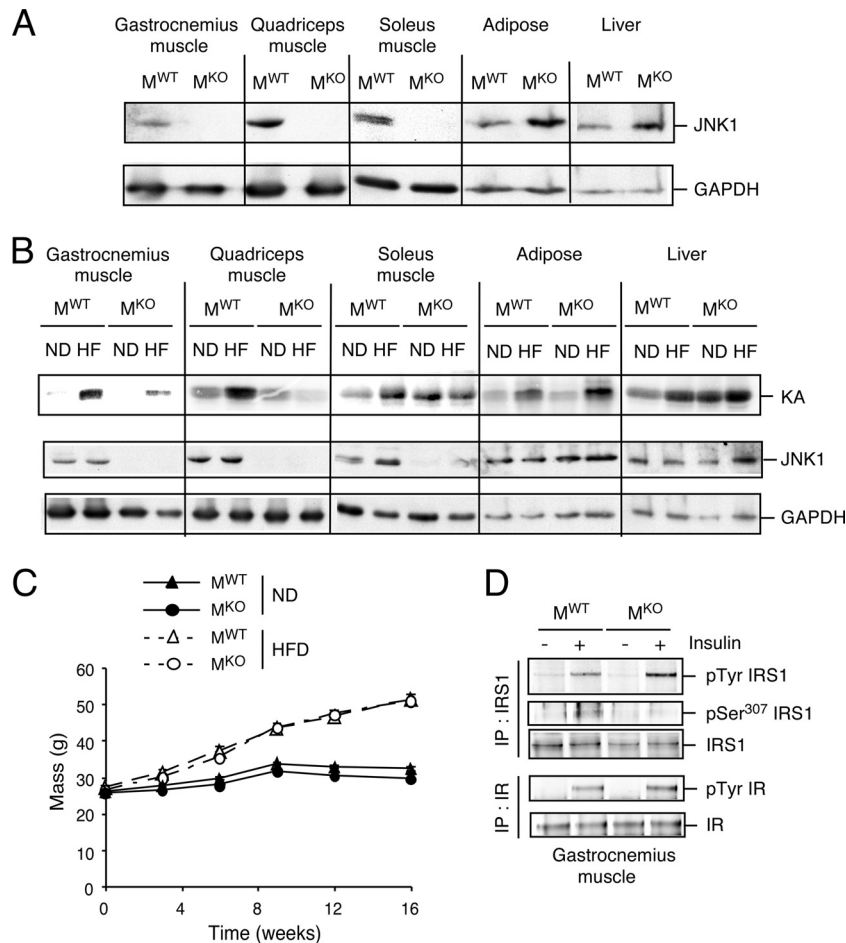 A
Gastrocnemius muscle
Quadriceps muscle
Soleus muscle
Adipose
Liver
MWT MKO MWT MKO MWT MKO MWT MKO MWT MKO
JNK1
GAPDH
B
Gastrocnemius muscle
Quadriceps muscle
Soleus muscle
Adipose
Liver
MWT MKO MWT MKO MWT MKO MWT MKO MWT MKO
ND HF ND HF ND HF ND HF ND HF ND HF ND HF ND HF ND HF ND HF
KA
JNK1
GAPDH
C
MWT
MKO
ND
MWT
MKO
HFD
Mass (g)
60
50
40
30
20
10
0
0 4 8 12 16
Time (weeks)
D
MWT MKO
- + - + Insulin
IP : IRS1
pTyr IRS1
pSer307 IRS1
IRS1
IP : IR
pTyr IR
IR
Gastrocnemius
muscle